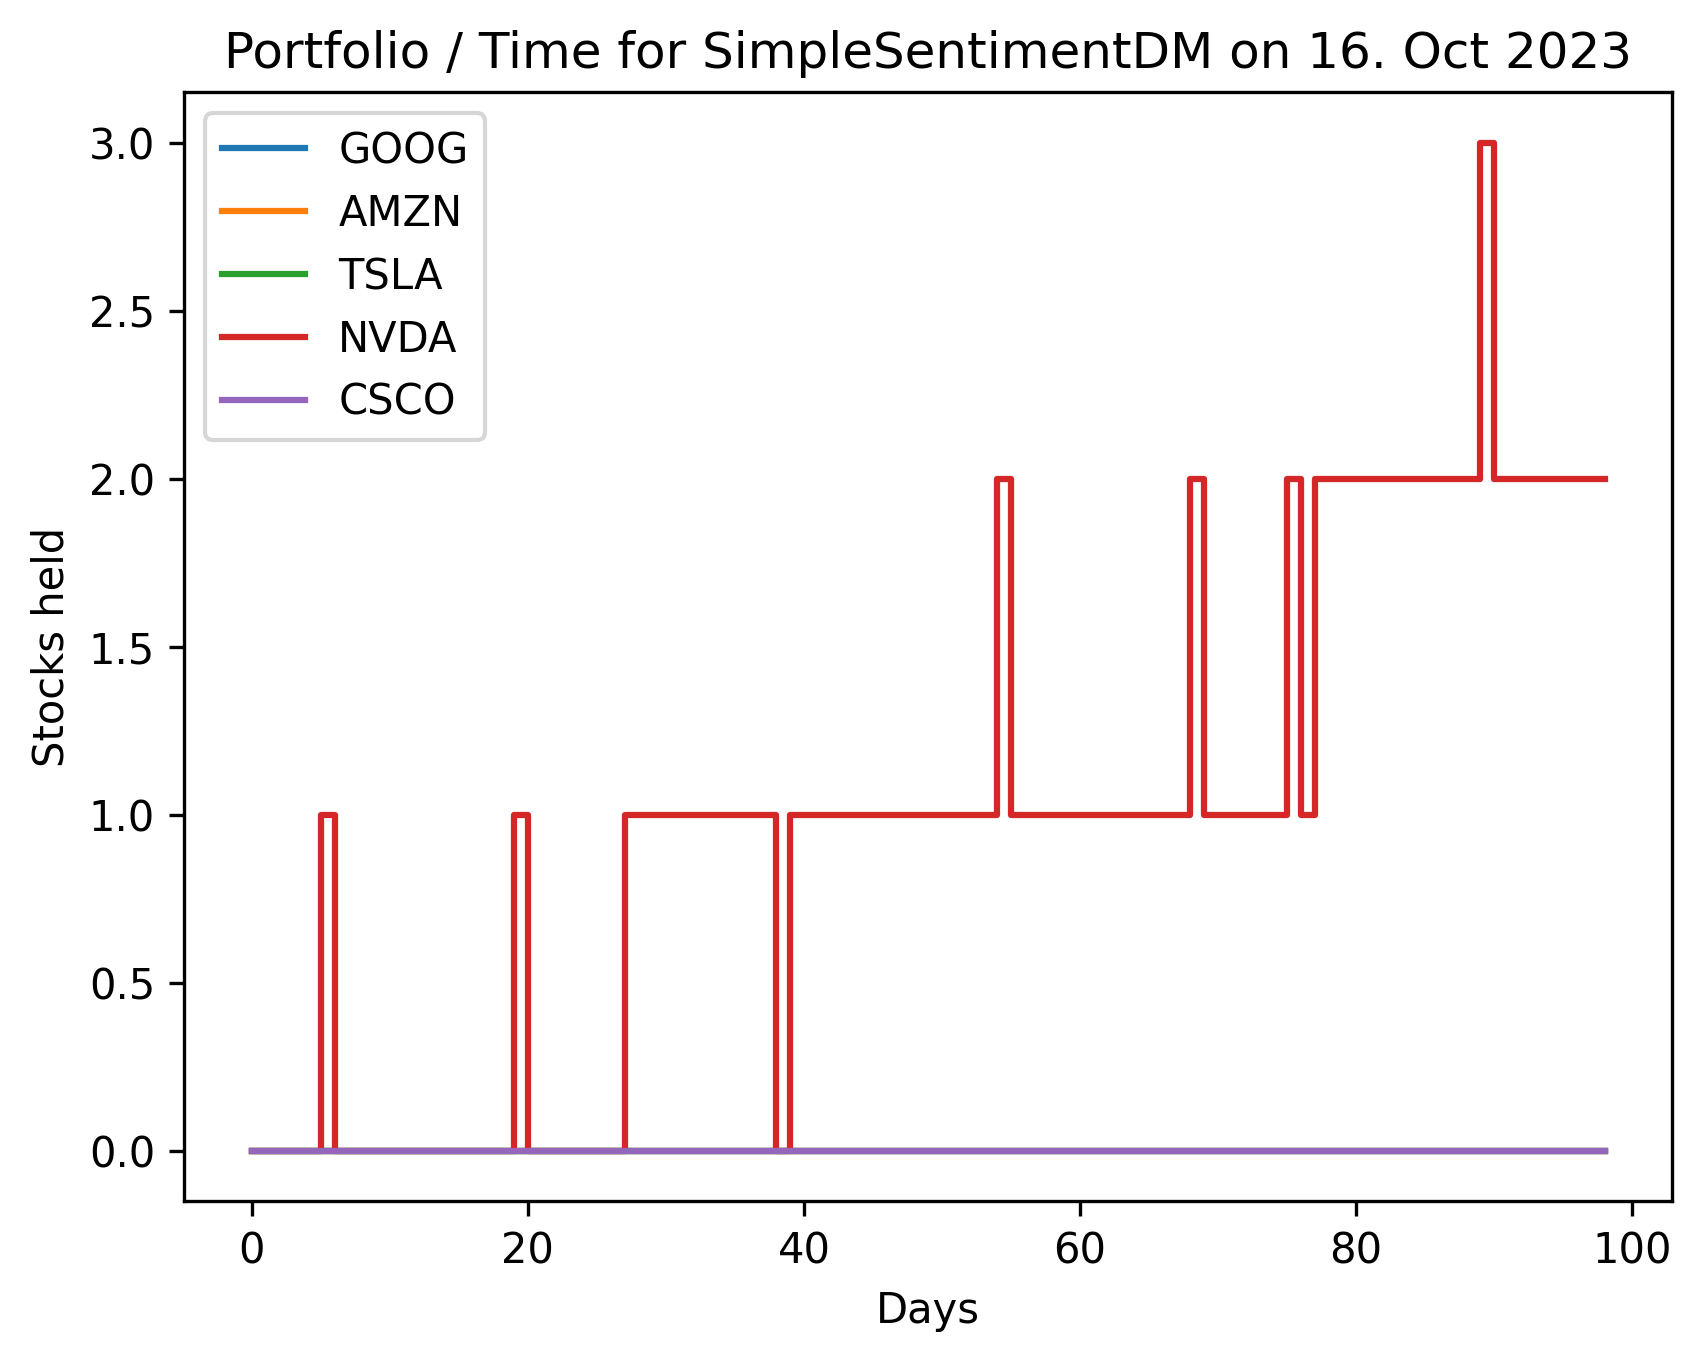 Portfolio / Time for SimpleSentimentDM on 16. Oct 2023
GOOG
AMZN
TSLA
NVDA
CSCO
3.0
2.5
2.0
1.5
1.0
0.5
0.0
Stocks held
0 20 40 60 80 100
Days